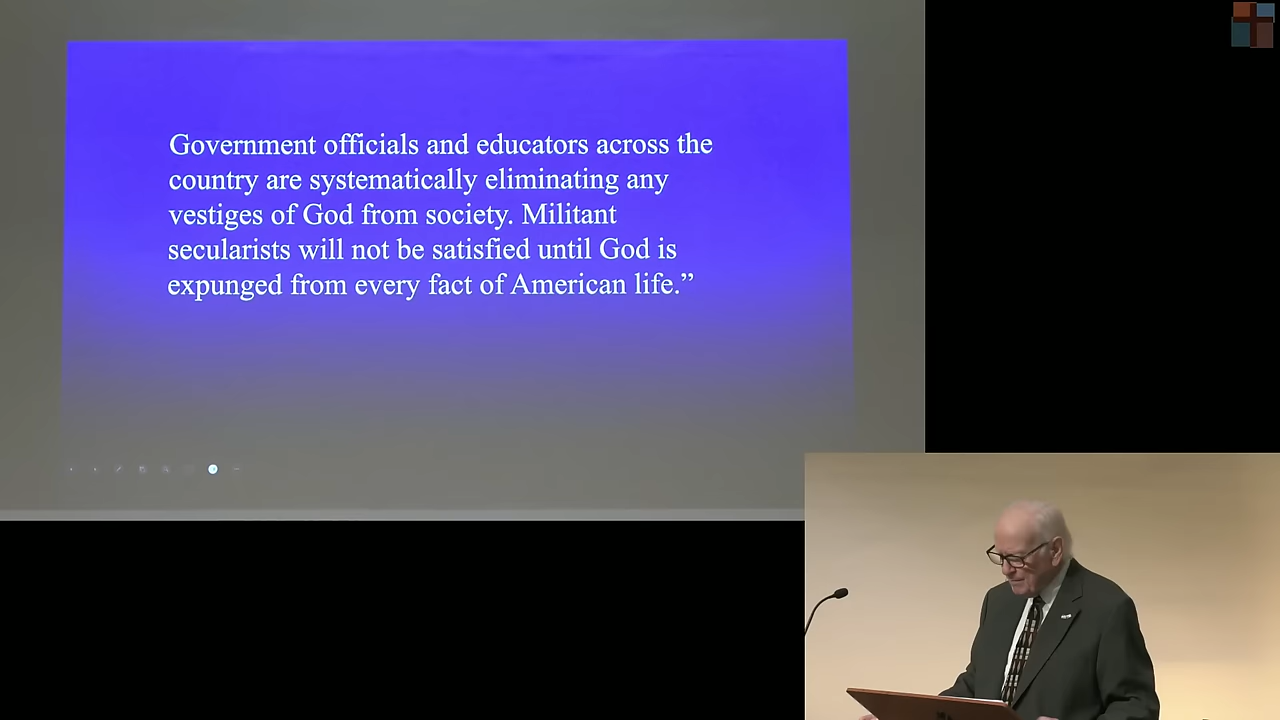 Government officials and educators across the
country are systematically eliminating any
vestiges of God from society. Militant
secularists will not be satisfied until God is
expunged from every fact of American life.”